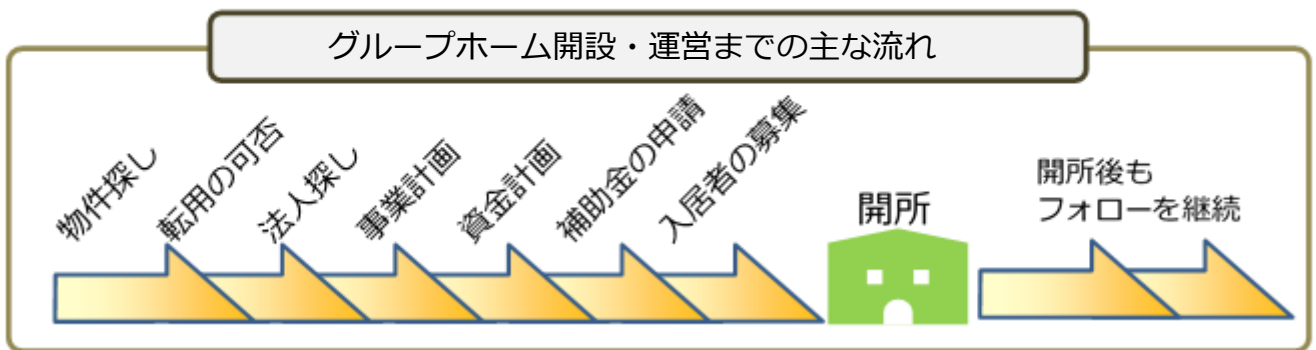 グループホーム開設・運営までの主な流れ
物件探し
転用の可否
法人探し
事業計画
資金計画
補助金の申請
入居者の募集
開所
開所後も
フォローを継続